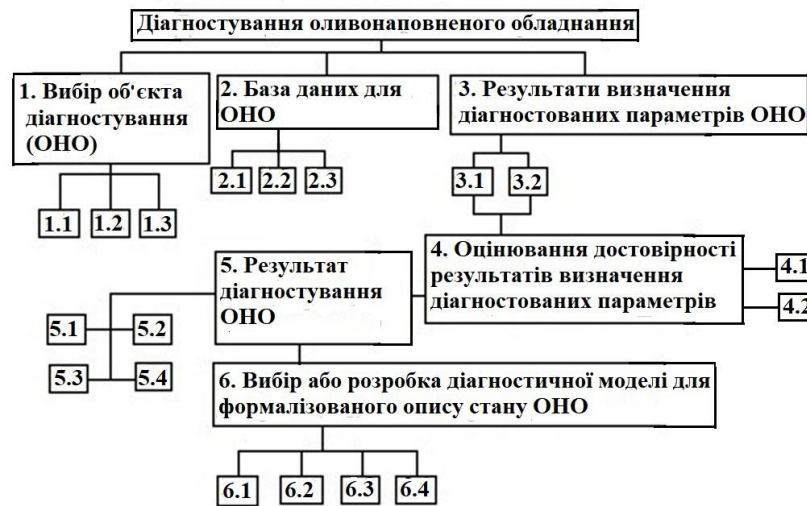 Діагностування оливонаповненого обладнання
1. Вибір об'єкта
діагностування
(ОНО)
2. База даних для
ОНО
3. Результати визначення
діагностованих параметрів ОНО
1.1
1.2
1.3
2.1
2.2
2.3
3.1
3.2
4. Оцінювання достовірності
результатів визначення
діагностованих параметрів
4.1
4.2
5. Результат
діагностування
ОНО
5.1
5.2
5.3
5.4
6. Вибір або розробка діагностичної моделі для
формалізованого опису стану ОНО
6.1
6.2
6.3
6.4